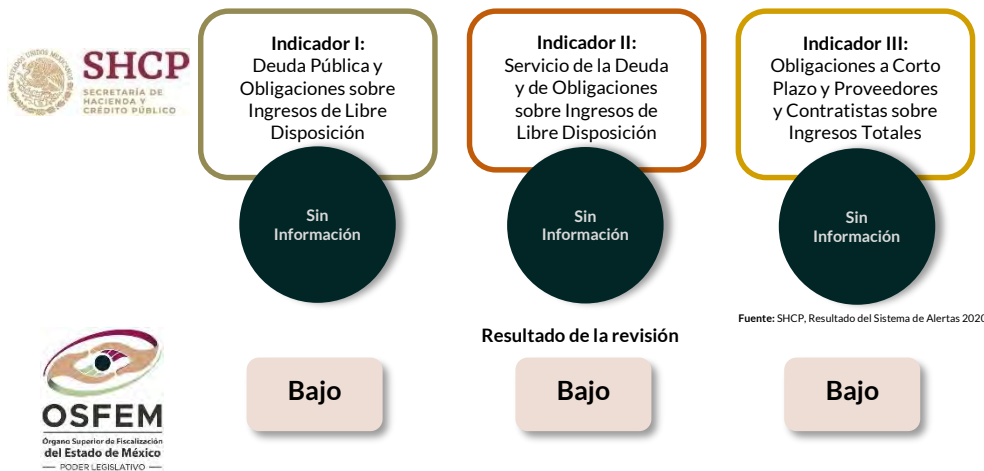 SHCP
SECRETARÍA DE
HACIENDA Y
CRÉDITO PÚBLICO
Indicador I:
Deuda Pública y
Obligaciones sobre
Ingresos de Libre
Disposición
Sin
Información
Indicador II:
Servicio de la Deuda
y de Obligaciones
sobre Ingresos de
Libre Disposición
Sin
Información
Indicador III:
Obligaciones a Corto
Plazo y Proveedores
y Contratistas sobre
Ingresos Totales
Sin
Información
Fuente: SHCP, Resultado del Sistema de Alertas 2020
Resultado de la revisión
OSFEM
Órgano Superior de Fiscalización
del Estado de México
PODER LEGISLATIVO
Bajo
Bajo
Bajo